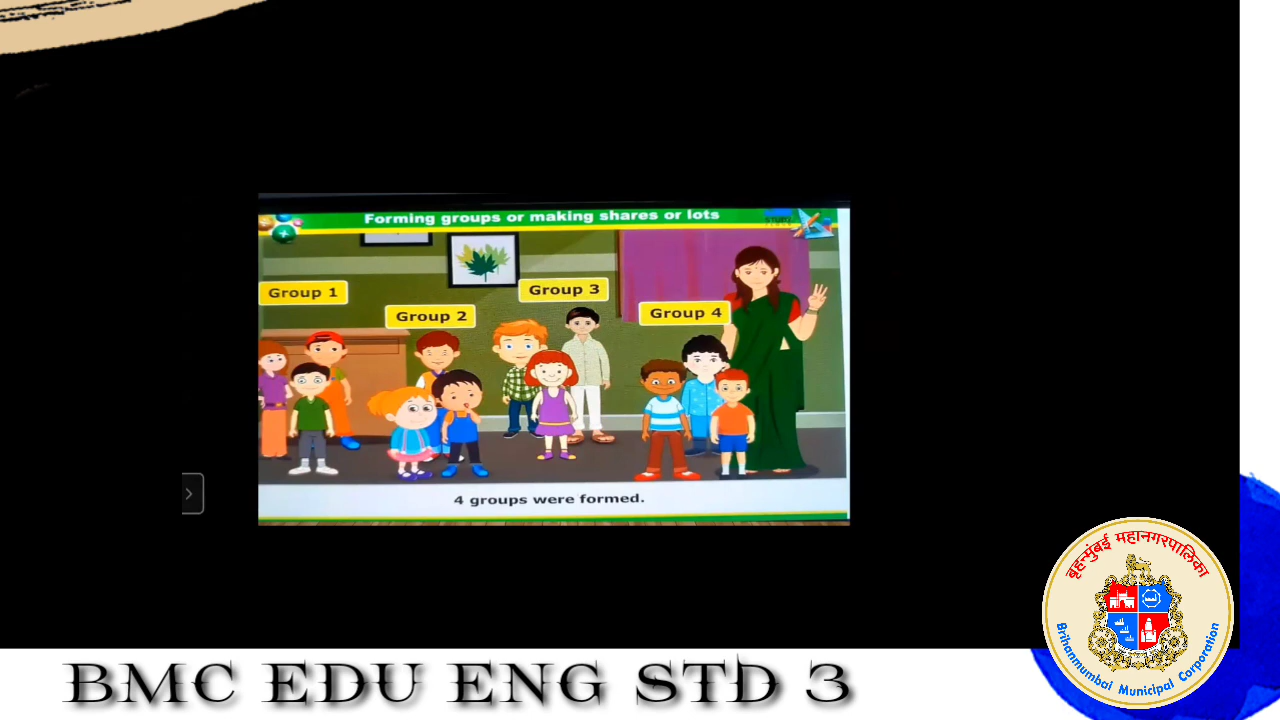 Forming groups or making shares or lots
Group 1
Group 2
Group 3
Group 4
4 groups were formed.
बृहन्मुंबई महानगरपालिका
Brihanmumbai Municipal Corporation
BMC EDU ENG STD 3